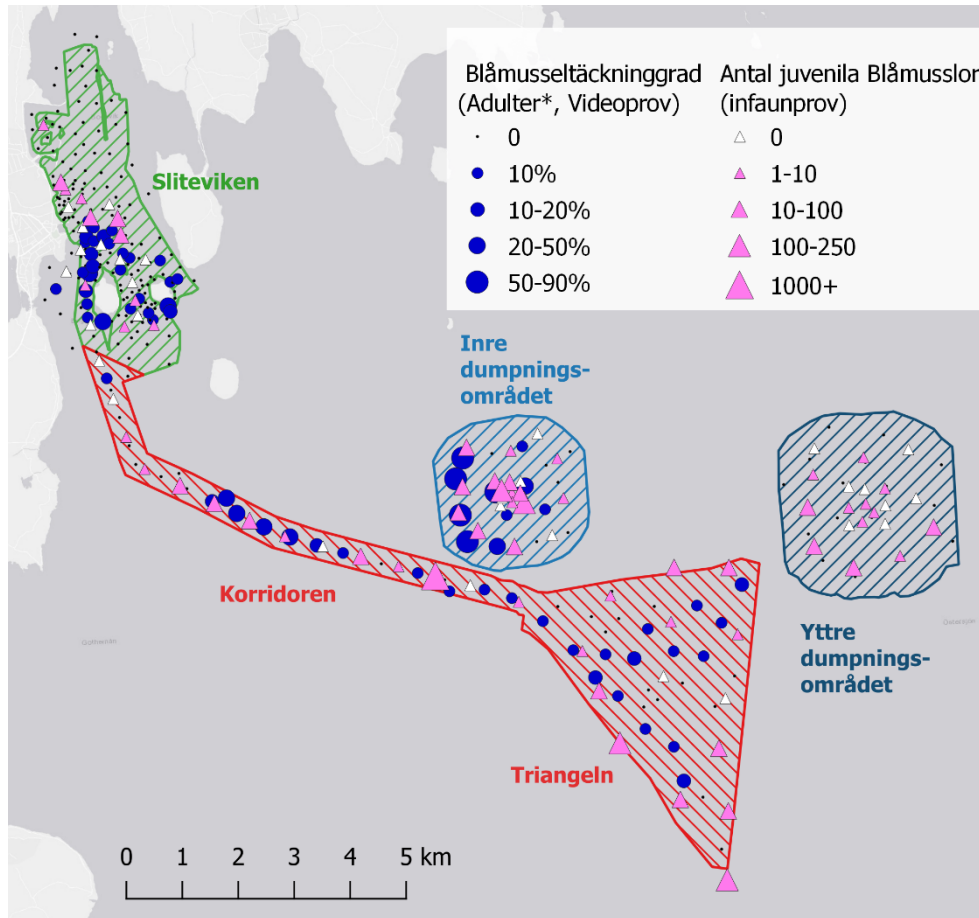 Blåmusseltäckninggrad
(Adulter*, Videoprov)
0
10%
10-20%
20-50%
50-90%
Antal juvenila Blåmusslor
(infaunprov)
0
1-10
10-100
100-250
1000+
Sliteviken
Inre
dumpnings-
området
Korridoren
Yttre
dumpnings-
området
Triangeln
0 1 2 3 4 5 km